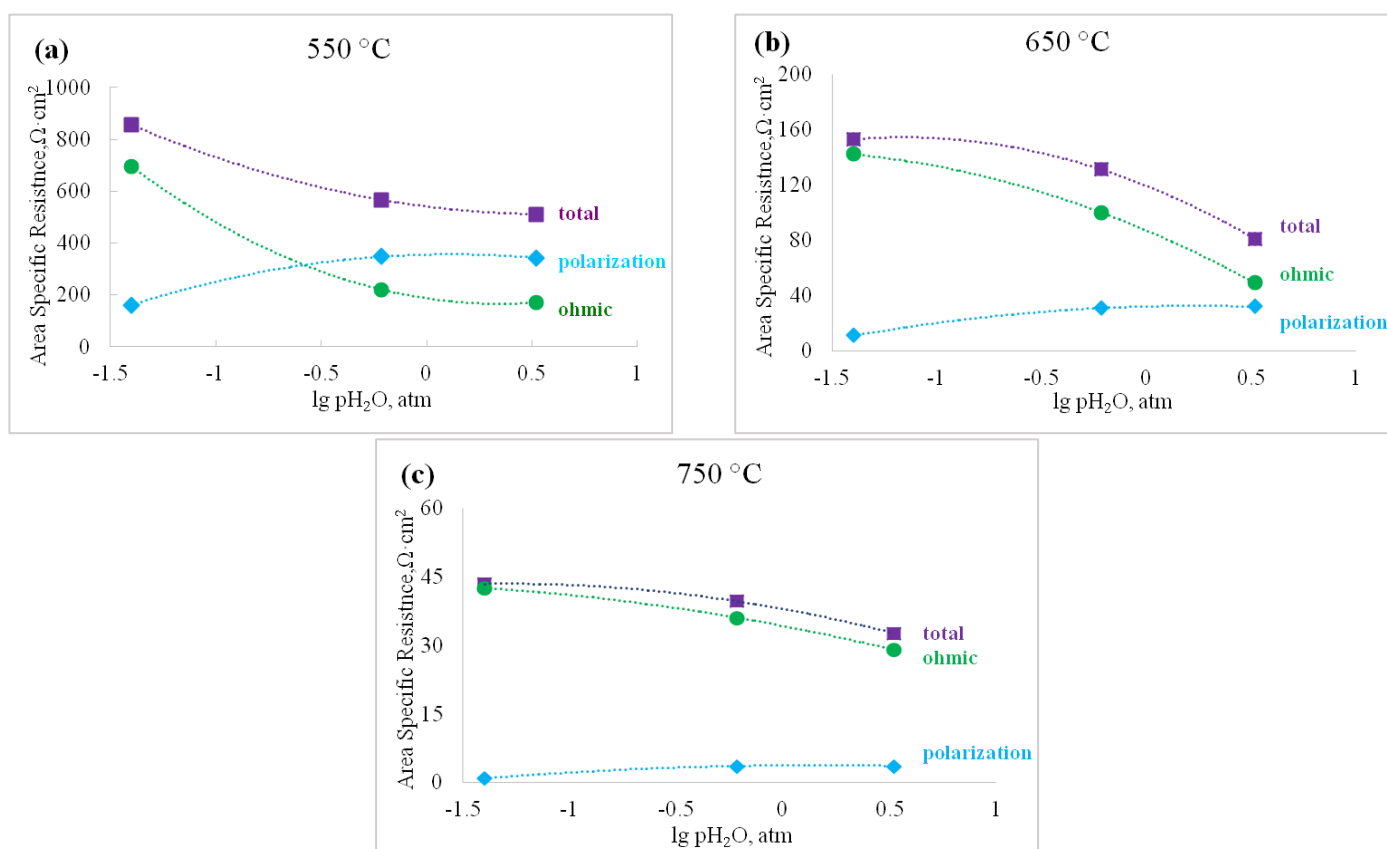 (a)
550 °C
Area Specific Resistnce,Ω·cm²
1000
800
600
400
200
0
-1.5
-1
-0.5
0
0.5
1
lg pH₂O, atm
total
polarization
ohmic
(b)
650 °C
Area Specific Resistnce,Ω·cm²
200
160
120
80
40
0
-1.5
-1
-0.5
0
0.5
1
lg pH₂O, atm
total
ohmic
polarization
(c)
750 °C
Area Specific Resistnce,Ω·cm²
60
45
30
15
0
-1.5
-1
-0.5
0
0.5
1
lg pH₂O, atm
total
ohmic
polarization